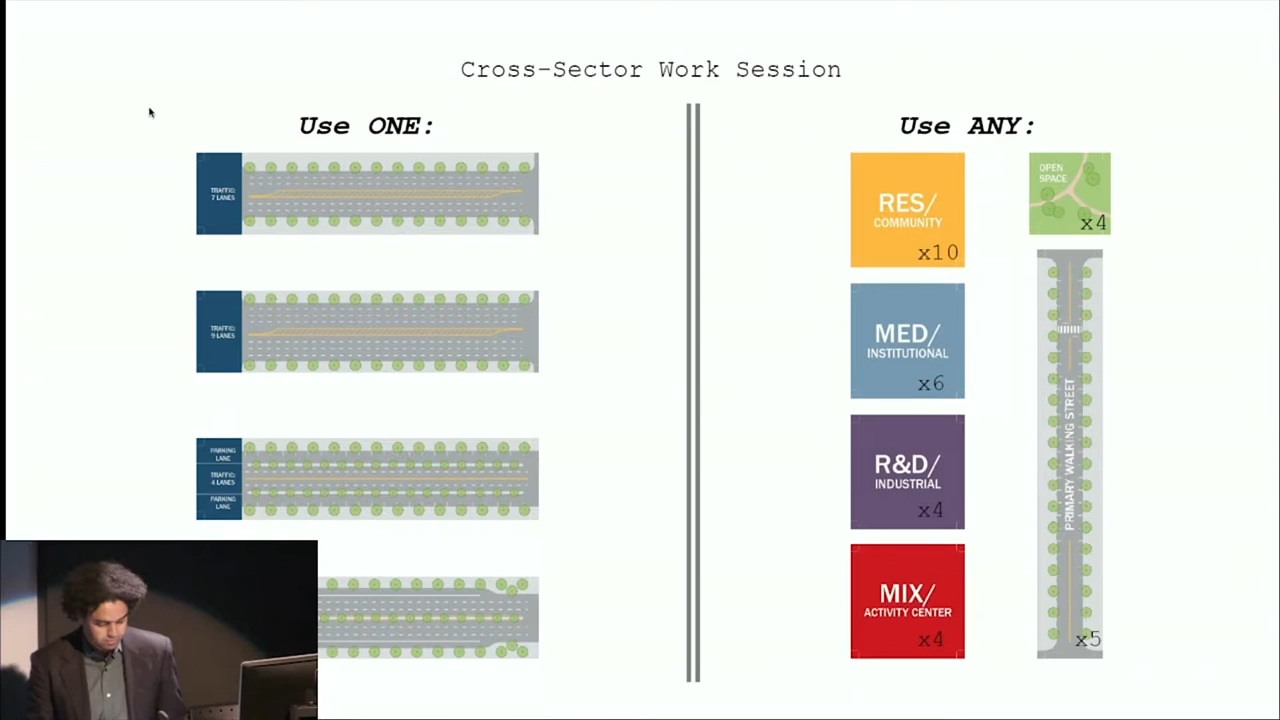 Cross-Sector Work Session
Use ONE:
TRAFFIC:
7 LANES
TRAFFIC:
9 LANES
PARKING
LANE
TRAFFIC:
4 LANES
PARKING
LANE
Use ANY:
RES/
COMMUNITY
x10
MED/
INSTITUTIONAL
x6
R&D/
INDUSTRIAL
x4
MIX/
ACTIVITY CENTER
x4
OPEN
SPACE
x4
PRIMARY WALKING STREET
x5